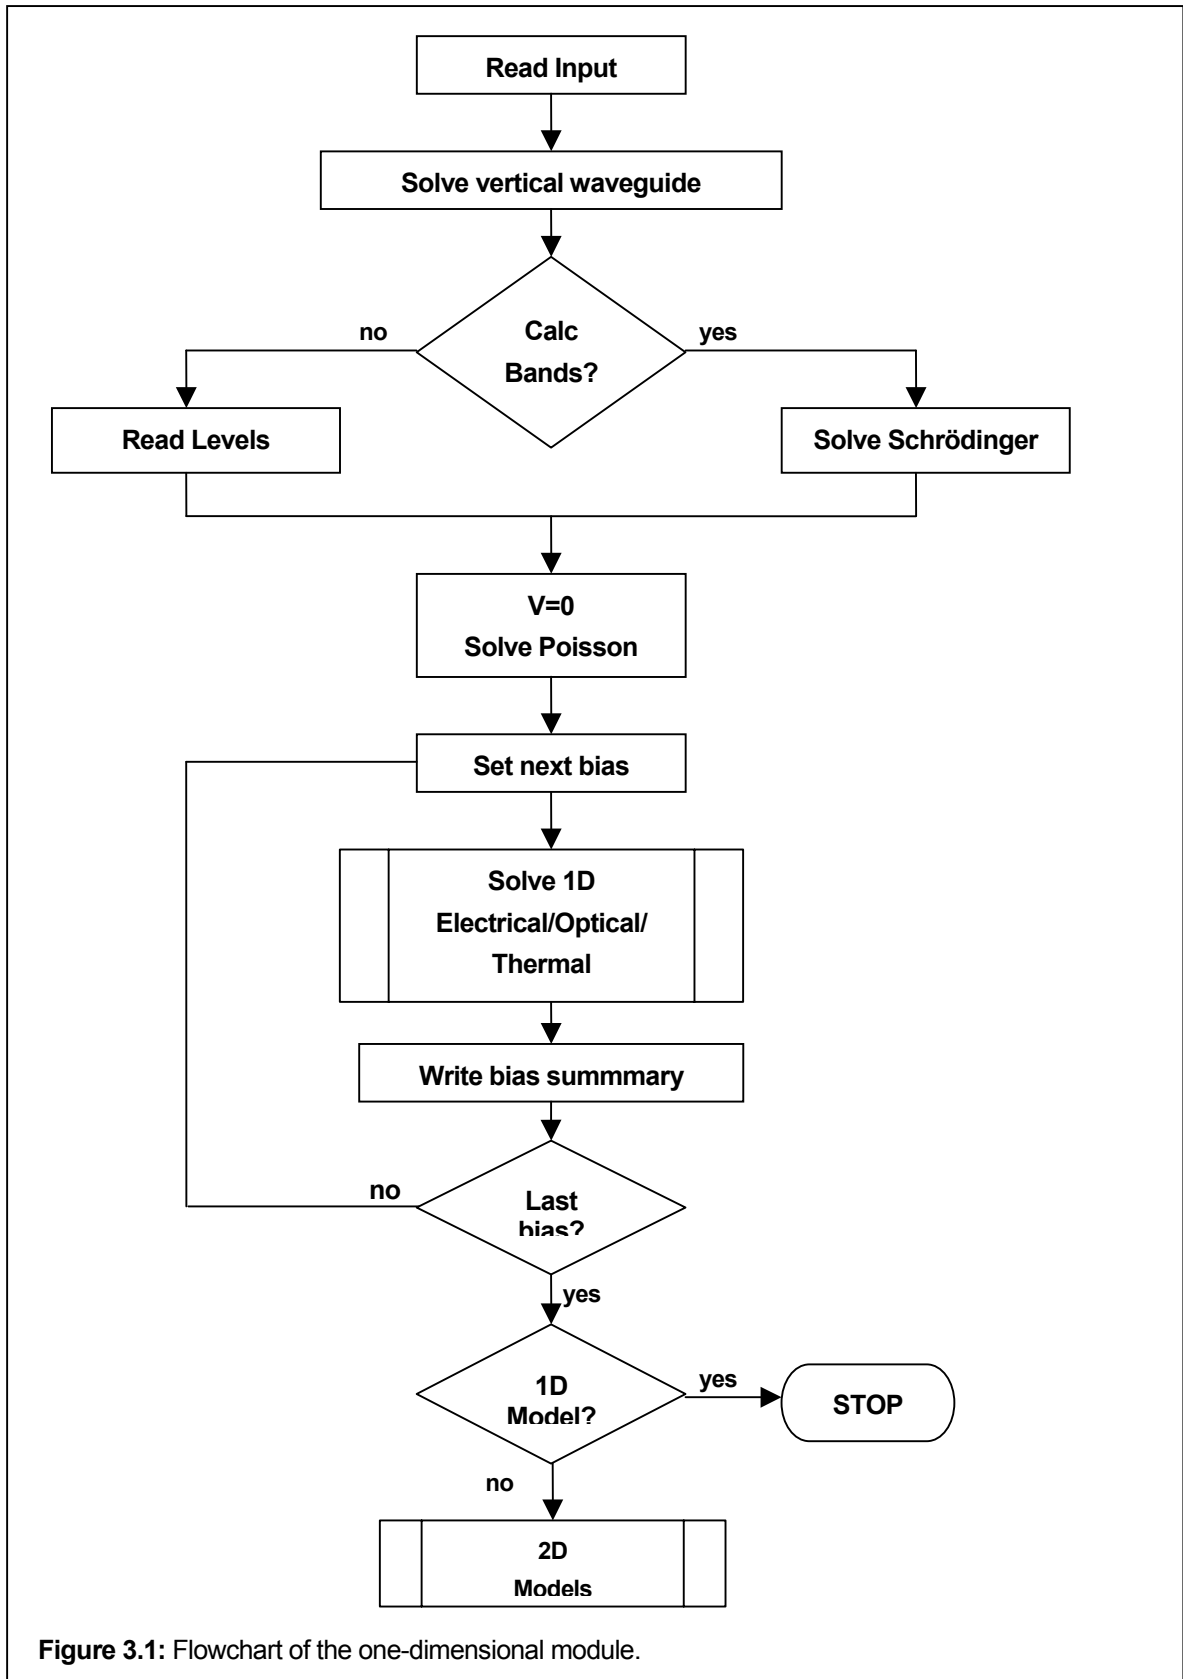 Read Input
Solve vertical waveguide
no
Calc
yes
Bands?
Read Levels
Solve Schrödinger
V=0
Solve Poisson
Set next bias
Solve 1D
Electrical/Optical/
Thermal
Write bias summmary
no
Last
bias?
yes
1D
Model?
yes
STOP
no
2D
Models
Figure 3.1: Flowchart of the one-dimensional module.